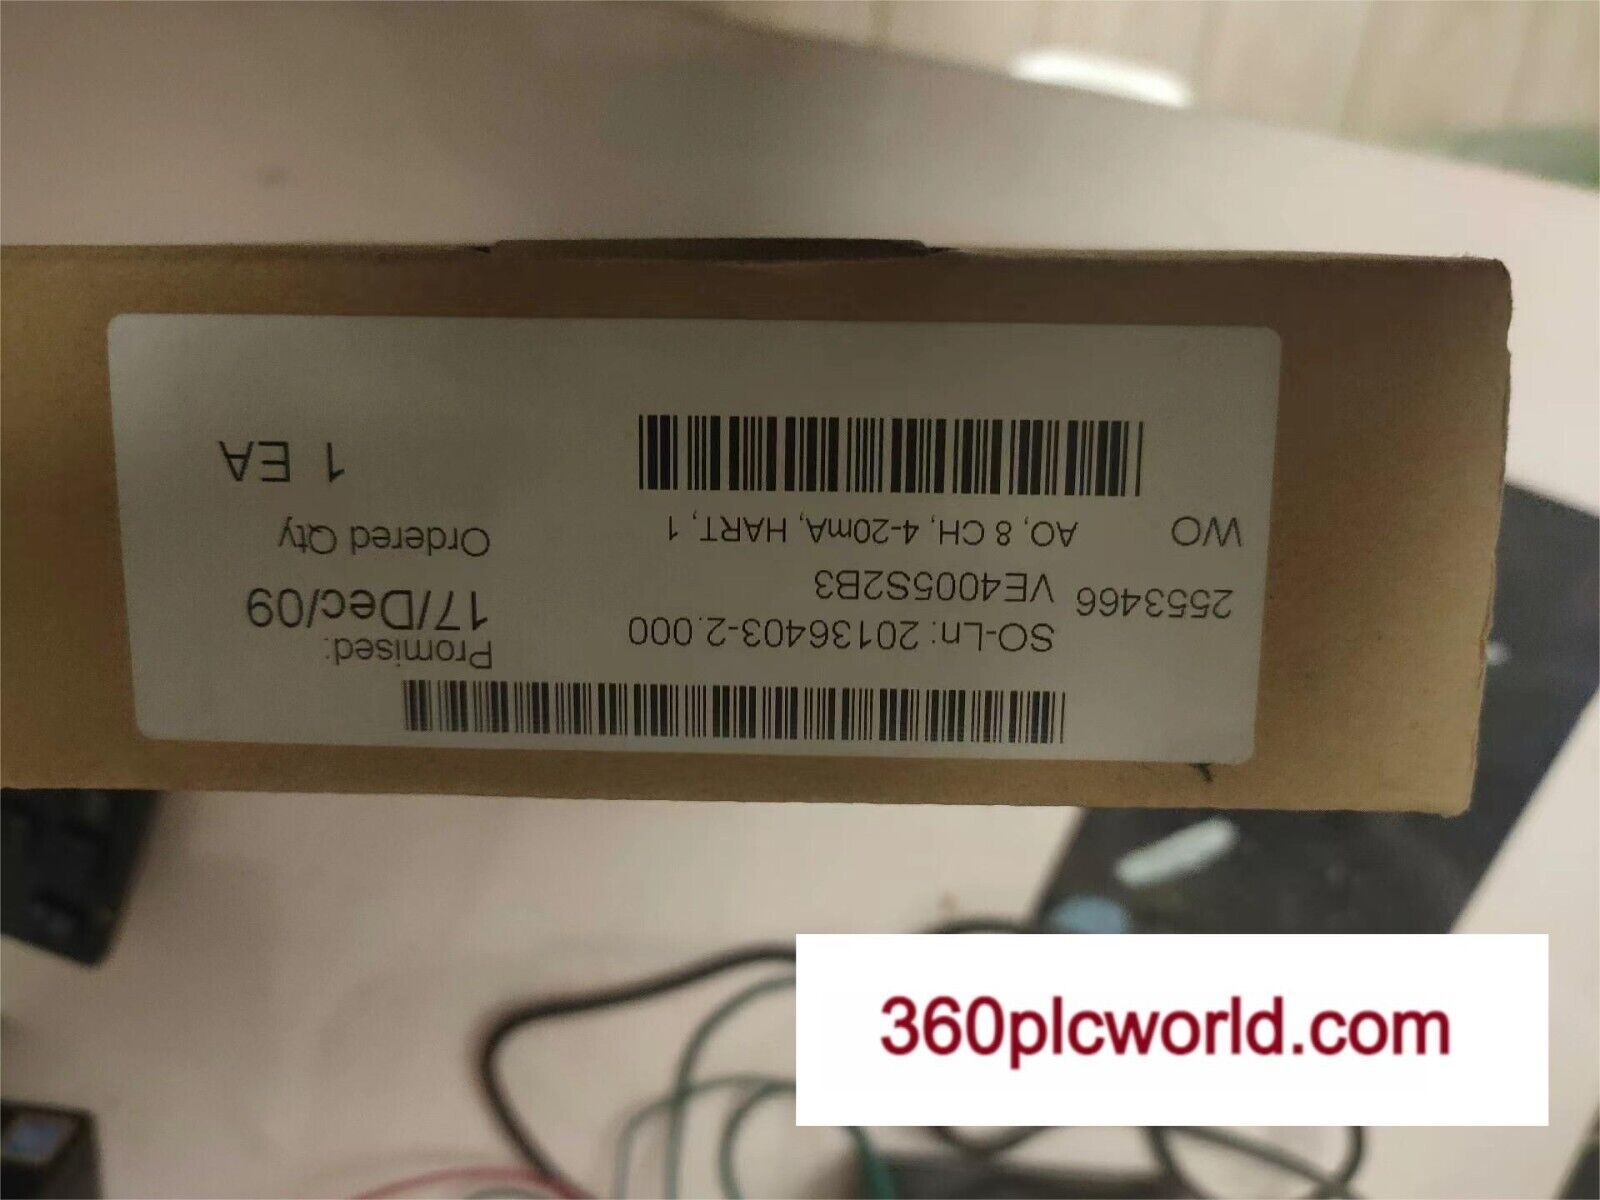 Promised:
SO-Ln: 20136403-2.000
17/Dec/09
2553466 VE4005S2B3
WO AO, 8 CH, 4-20mA, HART, 1
Ordered Qty
1 EA
360plcworld.com